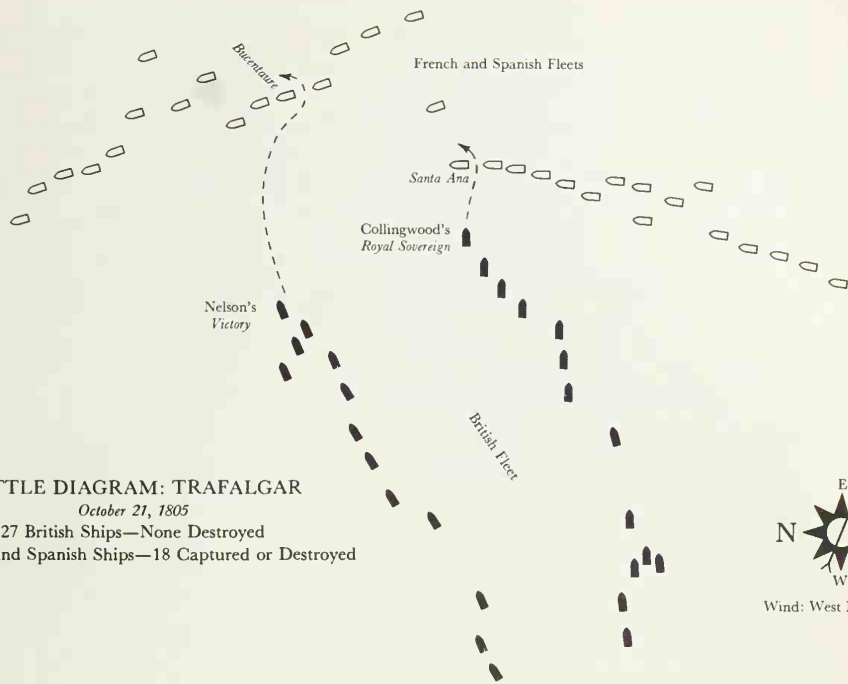 Bucentaure
French and Spanish Fleets
Santa Ana
Collingwood's
Royal Sovereign
Nelson's
Victory
British Fleet
TTLE DIAGRAM: TRAFALGAR
October 21, 1805
27 British Ships—None Destroyed
nd Spanish Ships—18 Captured or Destroyed
E
N
W
Wind: West